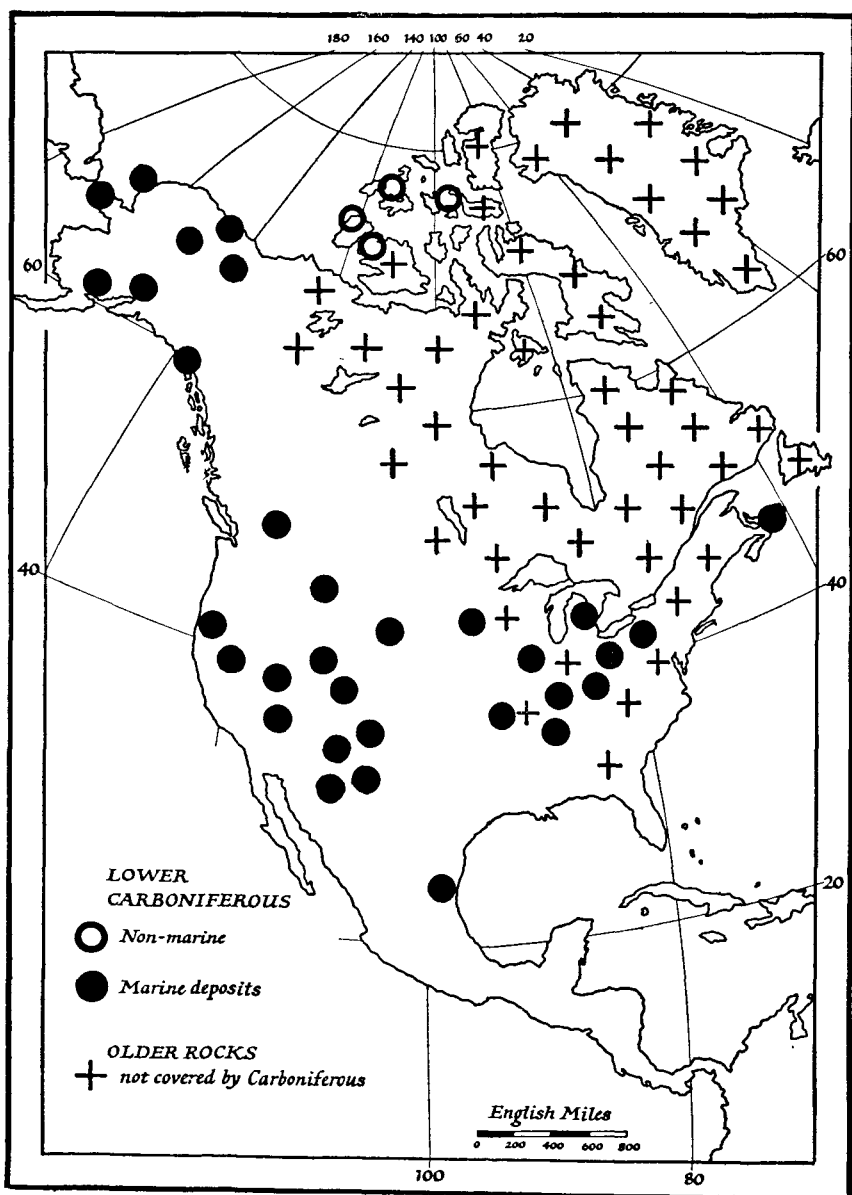 180 160 140 100 60 40 20
60
60
40
40
20
LOWER
CARBONIFEROUS
Non-marine
Marine deposits
OLDER ROCKS
not covered by Carboniferous
English Miles
0 200 400 600 800
100 80